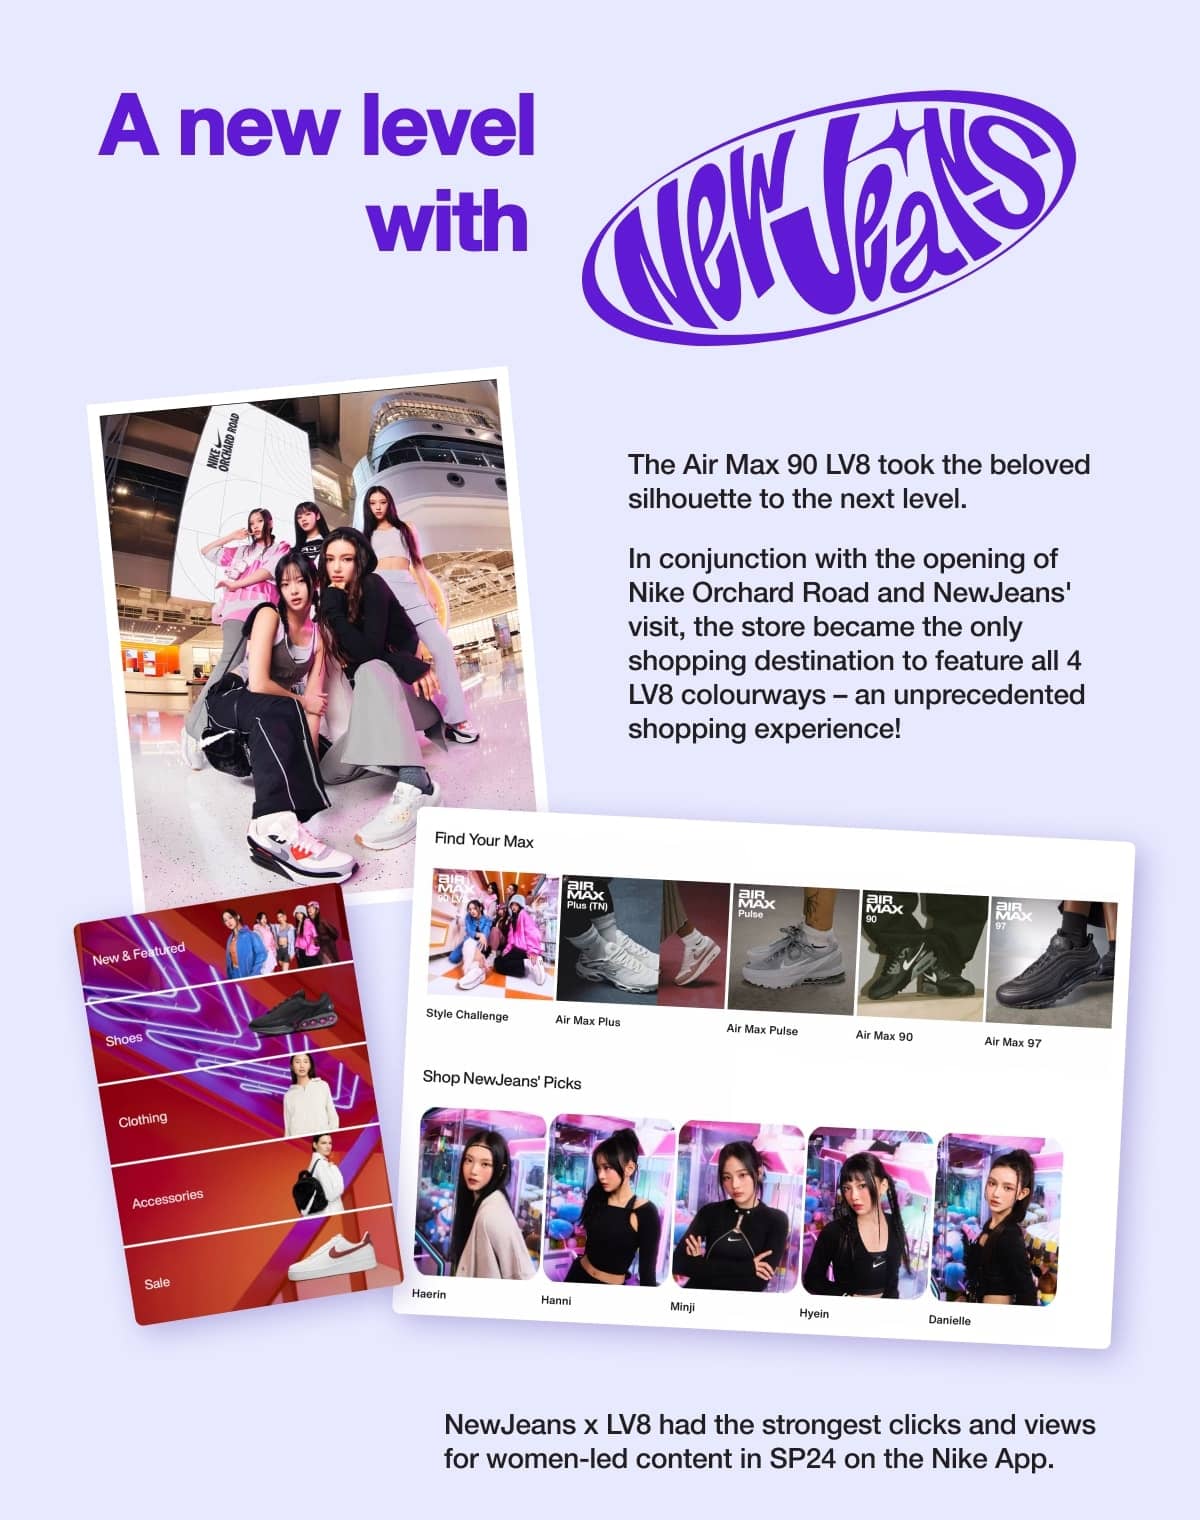 A new level
with
NewJeans
NIKE
ORCHARD ROAD
The Air Max 90 LV8 took the beloved
silhouette to the next level.
In conjunction with the opening of
Nike Orchard Road and NewJeans'
visit, the store became the only
shopping destination to feature all 4
LV8 colourways – an unprecedented
shopping experience!
Find Your Max
AIR
MAX
90 LV8
AIR
MAX
Plus (TN)
AIR
MAX
Pulse
AIR
MAX
90
AIR
MAX
97
Style Challenge
Air Max Plus
Air Max Pulse
Air Max 90
Air Max 97
Shop NewJeans' Picks
Haerin
Hanni
Minji
Hyein
Danielle
New & Featured
Shoes
Clothing
Accessories
Sale
NewJeans x LV8 had the strongest clicks and views
for women-led content in SP24 on the Nike App.